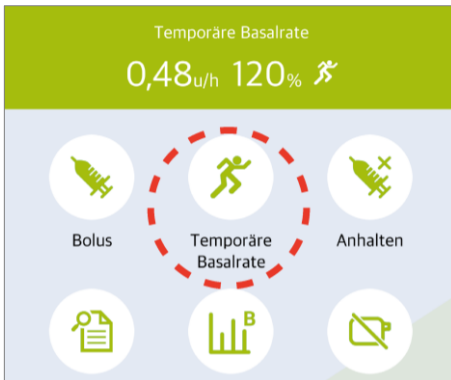 Temporäre Basalrate
0,48u/h 120%
Bolus
Temporäre
Basalrate
Anhalten
B